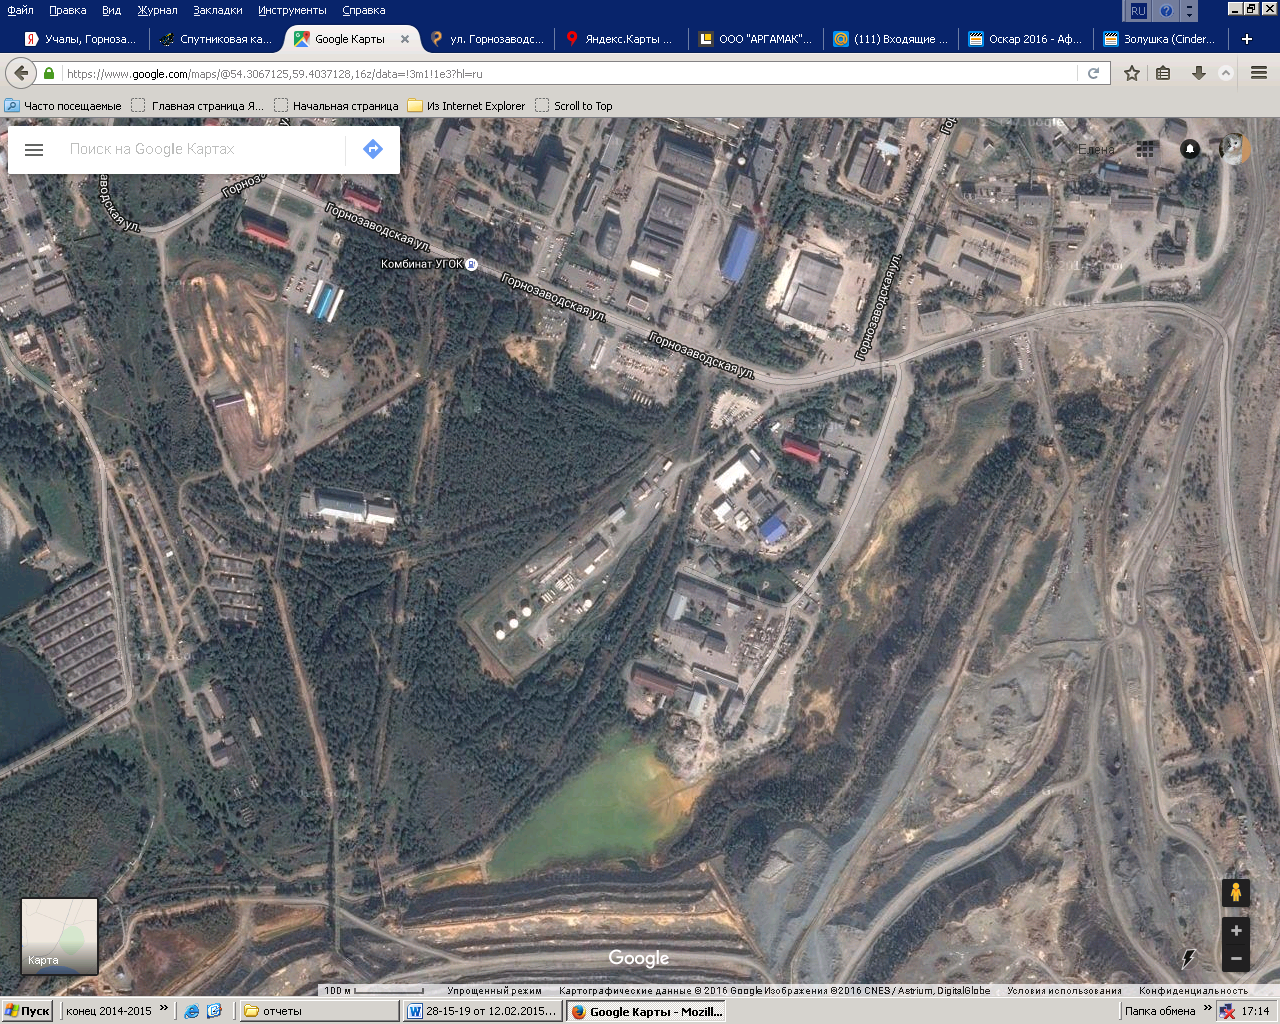 Файл Правка Вид Журнал Закладки Инструменты Справка RU
Учалы, Горноза... Спутниковая ка... Google Карты ул. Горнозаводс... Яндекс.Карты ... ООО "АРГАМАК"... (111) Входящие ... Оскар 2016 - Аф... Золушка (Cinder...
https://www.google.com/maps/@54.3067125,59.4037128,16z/data=!3m1!1e3?hl=ru
Часто посещаемые Главная страница Я... Начальная страница Из Internet Explorer Scroll to Top
Поиск на Google Картах
Елена
Горнозаводская ул.
Комбинат УГОК
Горнозаводская ул.
Горнозаводская ул.
Горнозаводская ул.
Карта
Google
100 м Упрощенный режим Картографические данные © 2016 Google Изображения ©2016 CNES / Astrium, DigitalGlobe Условия использования Конфиденциальность
Пуск конец 2014-2015 » отчеты 28-15-19 от 12.02.2015... Google Карты - Mozill... Папка обмена » 17:14